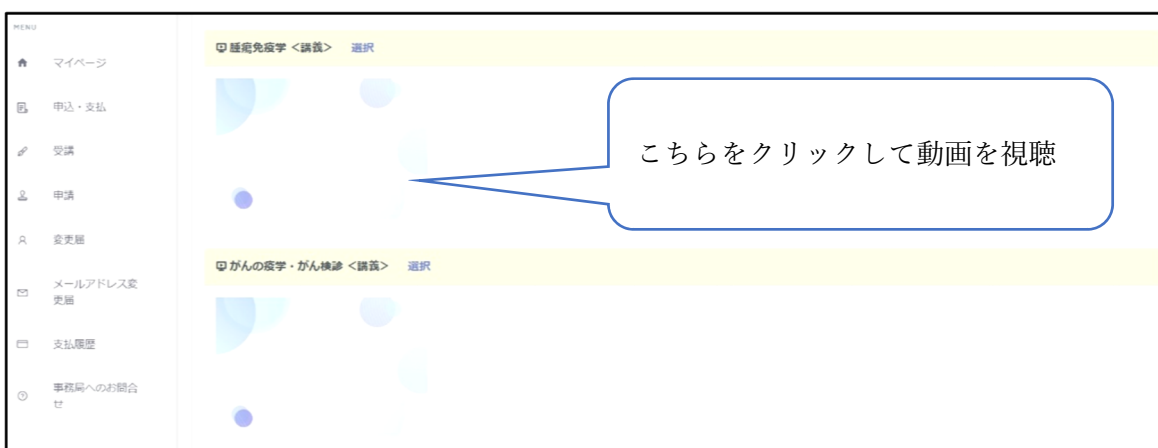 MENU
マイページ
申込・支払
受講
申請
変更届
メールアドレス変
更届
支払履歴
事務局へのお問合
せ
腫瘍免疫学＜講義＞ 選択
こちらをクリックして動画を視聴
がんの疫学・がん検診＜講義＞ 選択